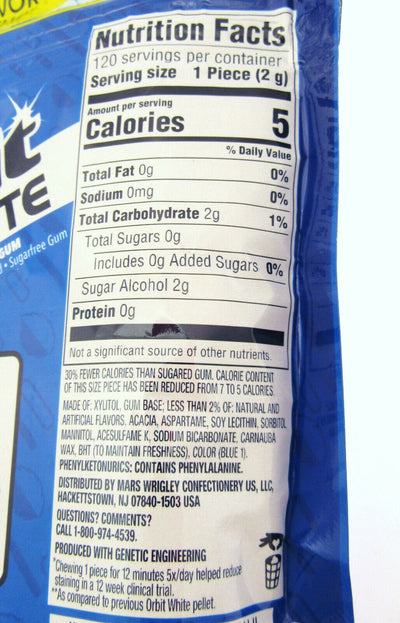 Nutrition Facts
120 servings per container
Serving size 1 Piece (2 g)
Amount per serving
Calories 5
% Daily Value
Total Fat 0g 0%
Sodium 0mg 0%
Total Carbohydrate 2g 1%
Total Sugars 0g
Includes 0g Added Sugars 0%
Sugar Alcohol 2g
Protein 0g
Not a significant source of other nutrients.
30% FEWER CALORIES THAN SUGARED GUM. CALORIE CONTENT
OF THIS SIZE PIECE HAS BEEN REDUCED FROM 7 TO 5 CALORIES.
MADE OF: XYLITOL, GUM BASE; LESS THAN 2% OF: NATURAL AND
ARTIFICIAL FLAVORS, ACACIA, ASPARTAME, SOY LECITHIN, SORBITOL,
MANNITOL, ACESULFAME K, SODIUM BICARBONATE, CARNAUBA
WAX, BHT (TO MAINTAIN FRESHNESS), COLOR (BLUE 1).
PHENYLKETONURICS: CONTAINS PHENYLALANINE.
DISTRIBUTED BY MARS WRIGLEY CONFECTIONERY US, LLC,
HACKETTSTOWN, NJ 07840-1503 USA
QUESTIONS? COMMENTS?
CALL 1-800-974-4539.
PRODUCED WITH GENETIC ENGINEERING
*Chewing 1 piece for 12 minutes 5x/day helped reduce
staining in a 12 week clinical trial.
**As compared to previous Orbit White pellet.
GUM
• Sugarfree Gum